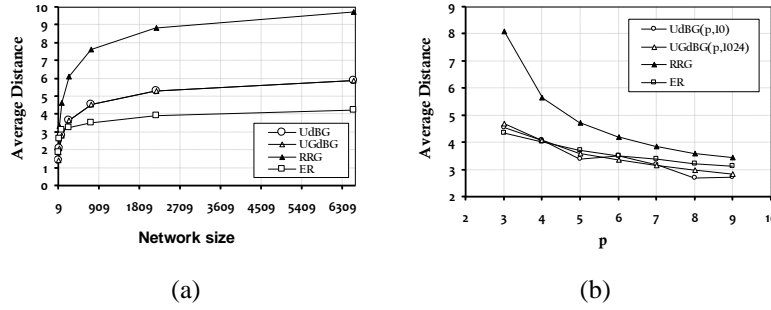 10
9
8
7
6
5
4
3
2
1
0
Average Distance
UdBG
UGdBG
RRG
ER
9 909 1809 2709 3609 4509 5409 6309
Network size
(a)
9
8
7
6
5
4
3
2
Average Distance
UdBG(p,10)
UGdBG(p,1024)
RRG
ER
2 3 4 5 6 7 8 9 10
p
(b)